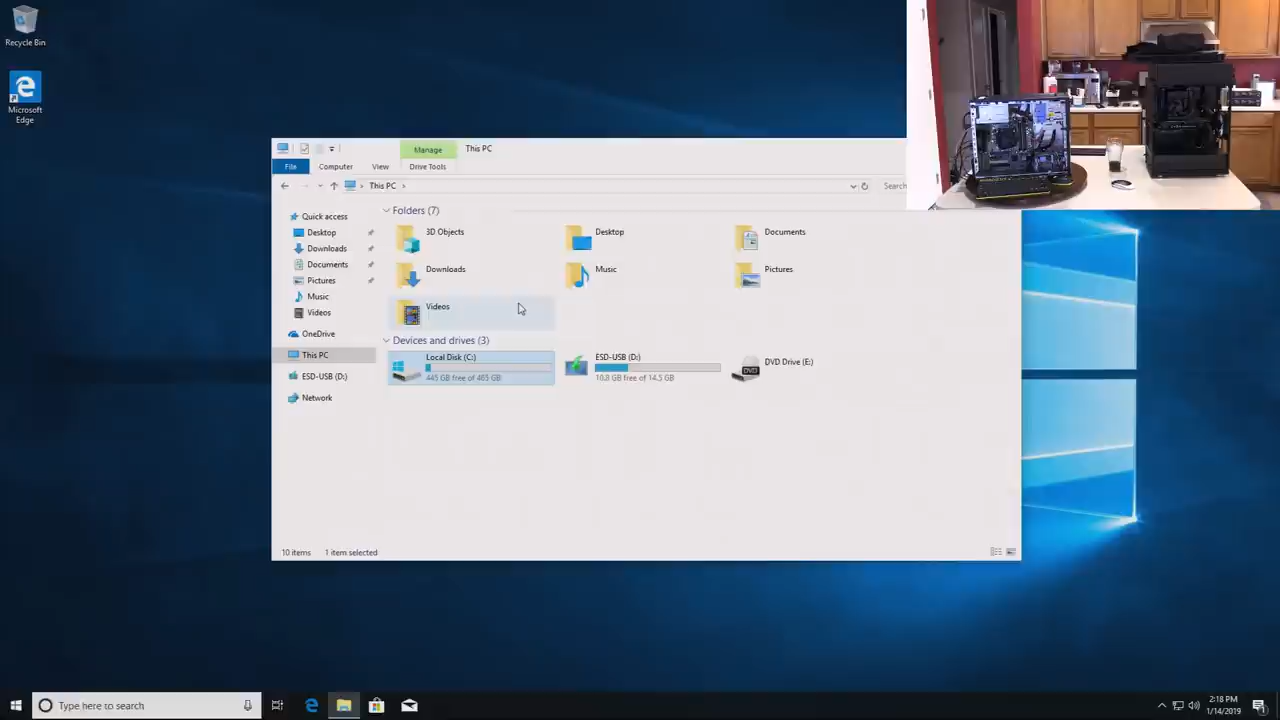 Recycle Bin
Microsoft
Edge
Manage
This PC
File
Computer
View
Drive Tools
This PC
Search
Quick access
Desktop
Downloads
Documents
Pictures
Music
Videos
OneDrive
This PC
ESD-USB (D:)
Network
Folders (7)
3D Objects
Desktop
Documents
Downloads
Music
Pictures
Videos
Devices and drives (3)
Local Disk (C:)
445 GB free of 465 GB
ESD-USB (D:)
10.8 GB free of 14.5 GB
DVD Drive (E:)
DVD
10 items
1 item selected
Type here to search
2:18 PM
1/14/2019